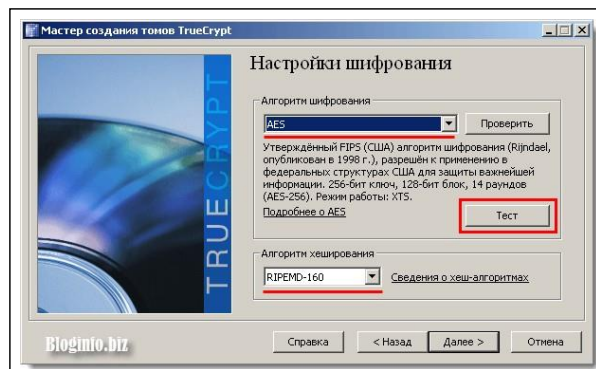 Мастер создания томов TrueCrypt
TRUECRYPT
Настройки шифрования
Алгоритм шифрования
AES
Проверить
Утверждённый FIPS (США) алгоритм шифрования (Rijndael,
опубликован в 1998 г.), разрешён к применению в
федеральных структурах США для защиты важнейшей
информации. 256-бит ключ, 128-бит блок, 14 раундов
(AES-256). Режим работы: XTS.
Подробнее о AES
Тест
Алгоритм хеширования
RIPEMD-160
Сведения о хеш-алгоритмах
Bloginfo.biz
Справка
< Назад
Далее >
Отмена